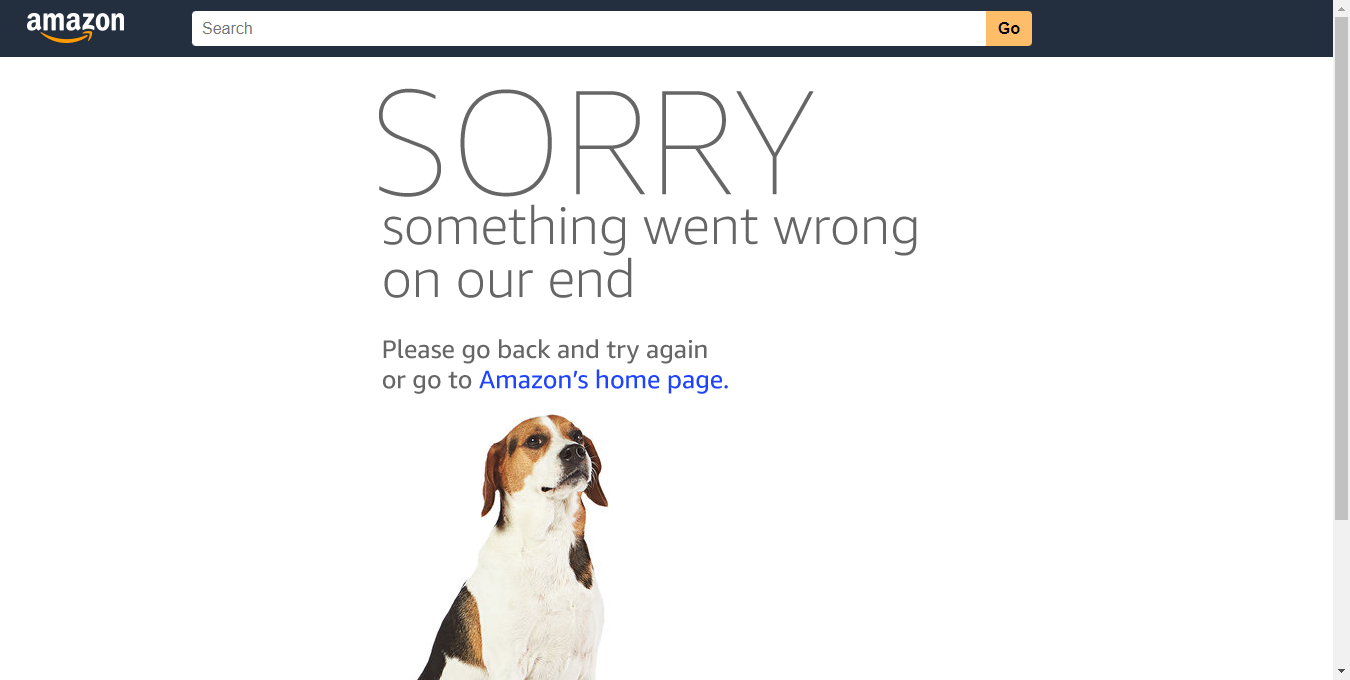 amazon
Search
Go
SORRY
something went wrong
on our end
Please go back and try again
or go to Amazon's home page.